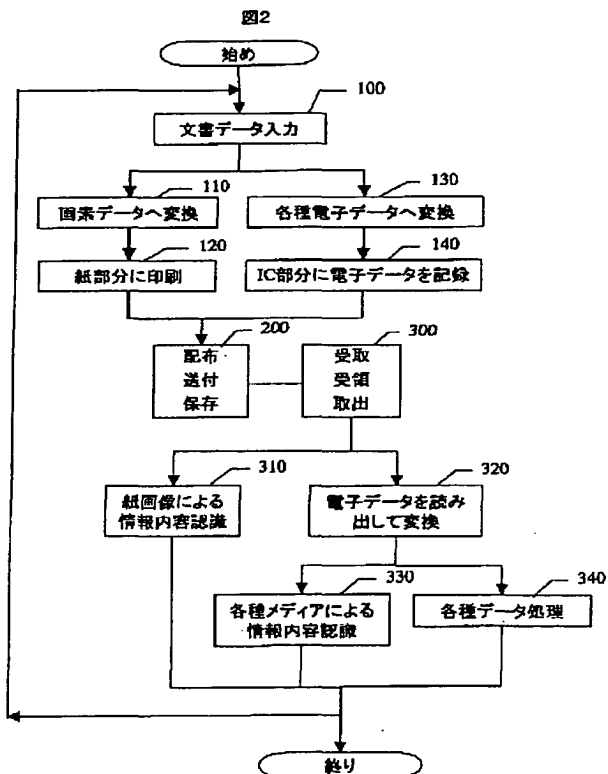 図2
始め
100
文書データ入力
110
130
画素データへ変換
各種電子データへ変換
120
140
紙部分に印刷
IC部分に電子データを記録
200
300
配布
送付
保存
受取
受領
取出
310
320
紙画像による
情報内容認識
電子データを読み
出して変換
330
340
各種メディアによる
情報内容認識
各種データ処理
終り